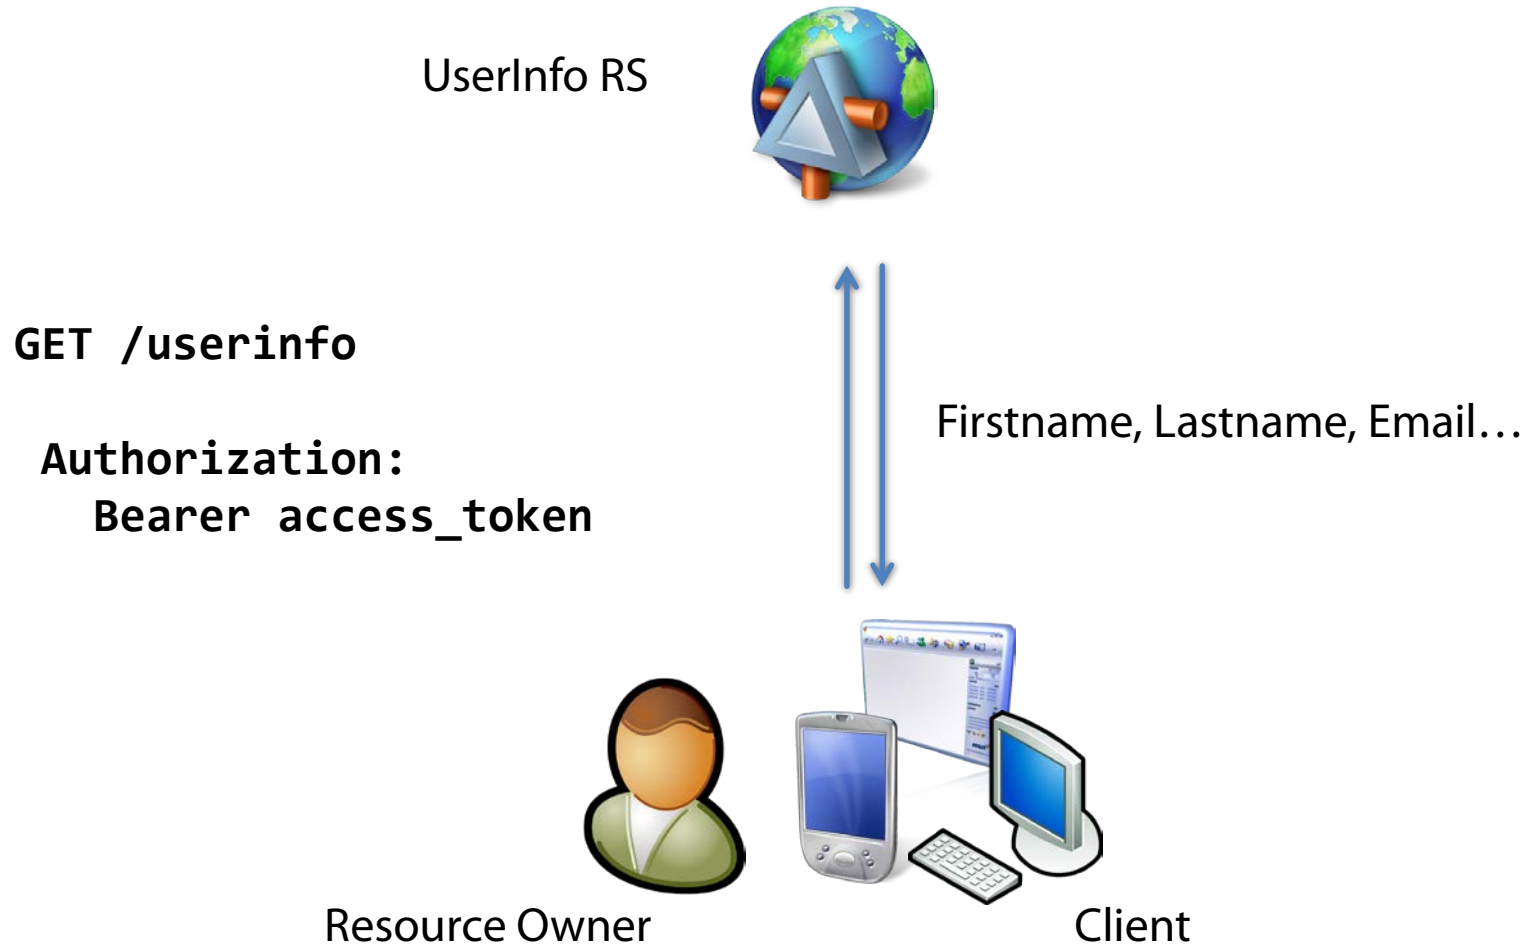 UserInfo RS
GET /userinfo
Authorization:
Bearer access_token
Firstname, Lastname, Email…
Resource Owner
Client